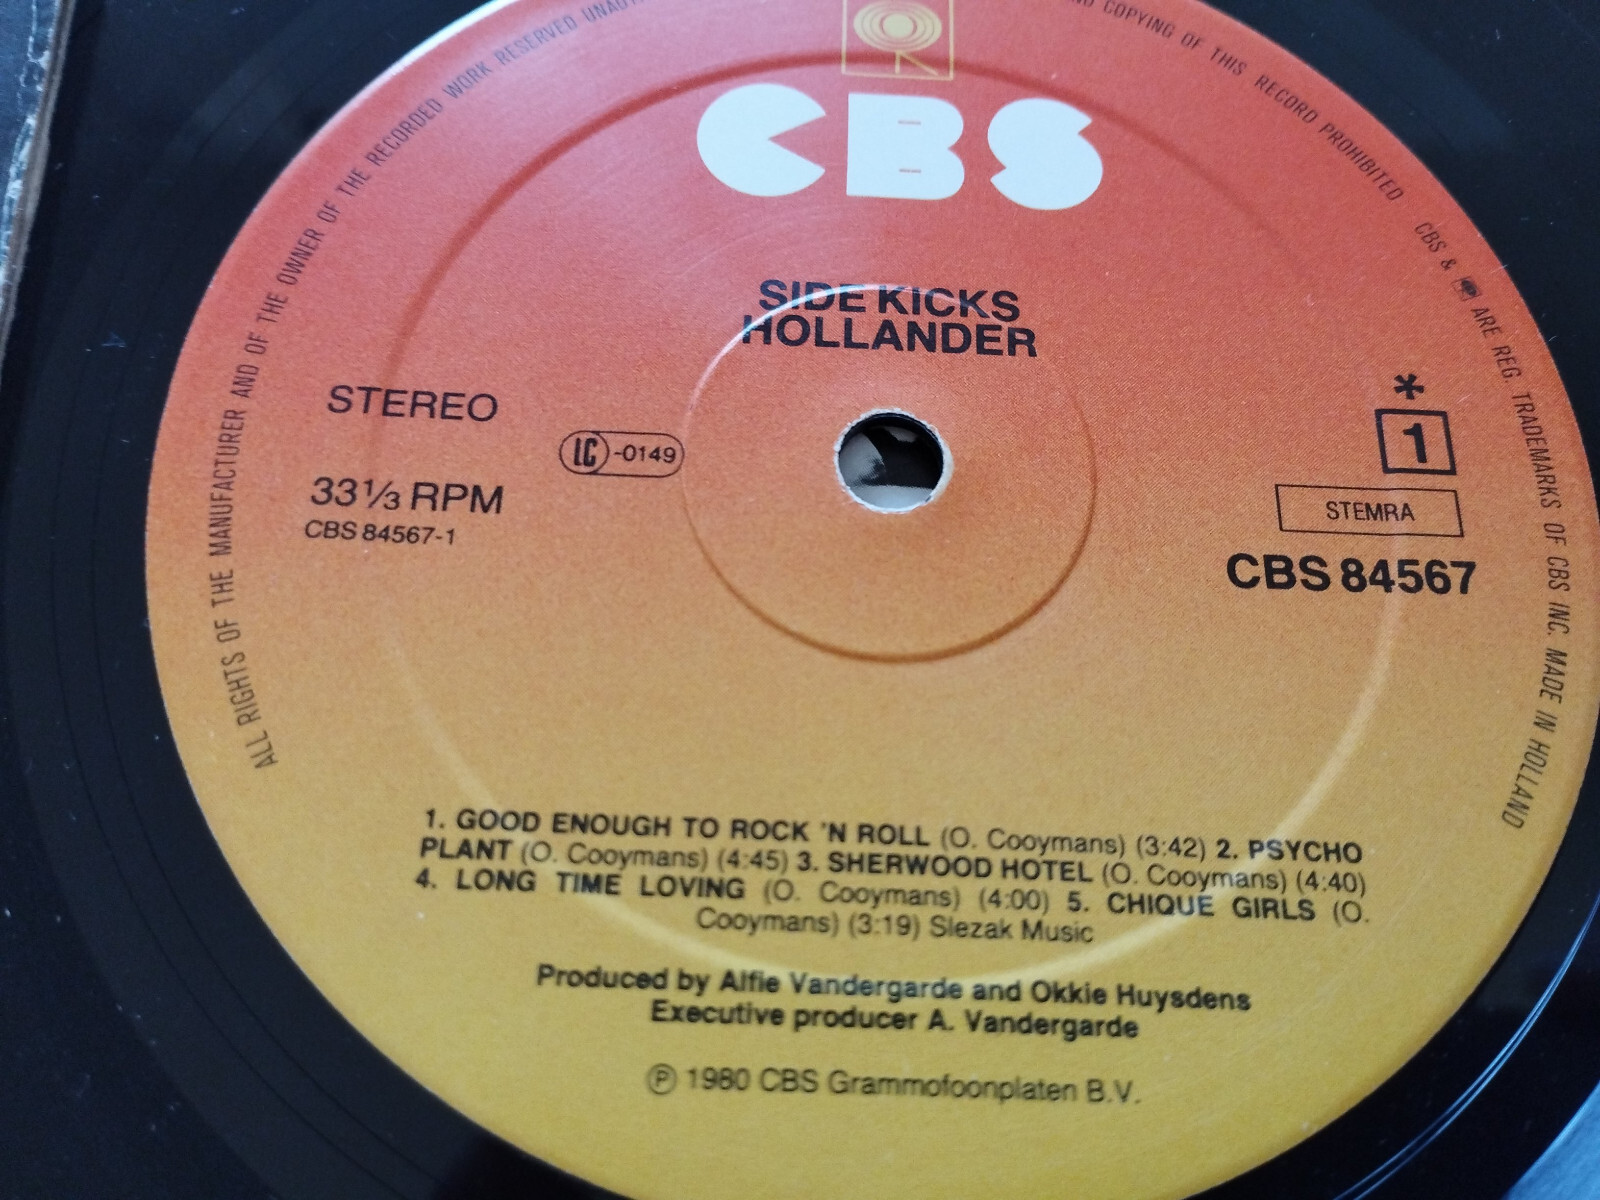 ALL RIGHTS OF THE MANUFACTURER AND OF THE OWNER OF THE RECORDED WORK RESERVED
COPYING OF THIS RECORD PROHIBITED CBS & ARE REG. TRADEMARKS OF CBS INC. MADE IN HOLLAND
CBS
SIDE KICKS
HOLLANDER
STEREO
LC -0149
33 1/3 RPM
CBS 84567-1
*
1
STEMRA
CBS 84567
1. GOOD ENOUGH TO ROCK 'N ROLL (O. Cooymans) (3:42) 2. PSYCHO
PLANT (O. Cooymans) (4:45) 3. SHERWOOD HOTEL (O. Cooymans) (4:40)
4. LONG TIME LOVING (O. Cooymans) (4:00) 5. CHIQUE GIRLS (O.
Cooymans) (3:19) Slezak Music
Produced by Alfie Vandergarde and Okkie Huysdens
Executive producer A. Vandergarde
Ⓟ 1980 CBS Grammofoonplaten B.V.